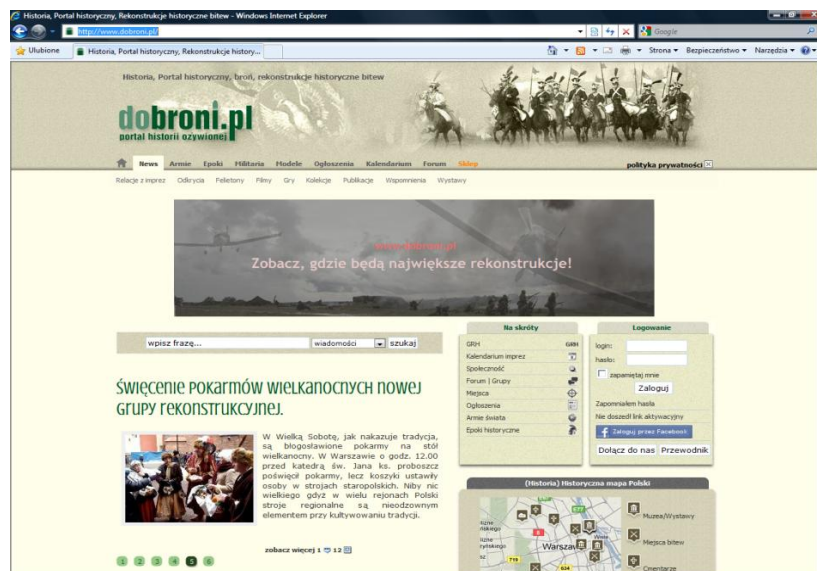 Historia, Portal historyczny, Rekonstrukcje historyczne bitew - Windows Internet Explorer
http://www.dobroni.pl/
Google
Ulubione
Historia, Portal historyczny, Rekonstrukcje history...
Strona
Bezpieczeństwo
Narzędzia
Historia, Portal historyczny, broń, rekonstrukcje historyczne bitew
dobroni.pl
portal historii ożywionej
News Armie Epoki Militaria Modele Ogłoszenia Kalendarium Forum Sklep
polityka prywatności
Relacje z imprez Odkrycia Felietony Filmy Gry Kolekcje Publikacje Wspomnienia Wystawy
www.dobroni.pl
Zobacz, gdzie będą największe rekonstrukcje!
wpisz frazę... wiadomości szukaj
Święcenie pokarmów wielkanocnych nowej
grupy rekonstrukcyjnej.
W Wielką Sobotę, jak nakazuje tradycja,
są błogosławione pokarmy na stół
wielkanocny. W Warszawie o godz. 12.00
przed katedrą św. Jana ks. proboszcz
poświęcił pokarmy, lecz koszyki ustawiły
osoby w strojach staropolskich. Niby nic
wielkiego gdyż w wielu rejonach Polski
stroje regionalne są nieodzownym
elementem przy kultywowaniu tradycji.
zobacz więcej 1 12
1 2 3 4 5 6
Na skróty
GRH GRH
Kalendarium imprez
Społeczność
Forum | Grupy
Miejsca
Ogłoszenia
Armie świata
Epoki historyczne
Logowanie
login:
hasło:
zapamiętaj mnie
Zaloguj
Zapomniałem hasła
Nie doszedł link aktywacyjny
Zaloguj przez Facebook
Dołącz do nas Przewodnik
(Historia) Historyczna mapa Polski
Warszawa
Muzea/Wystawy
Miejsca bitew
Cmentarze